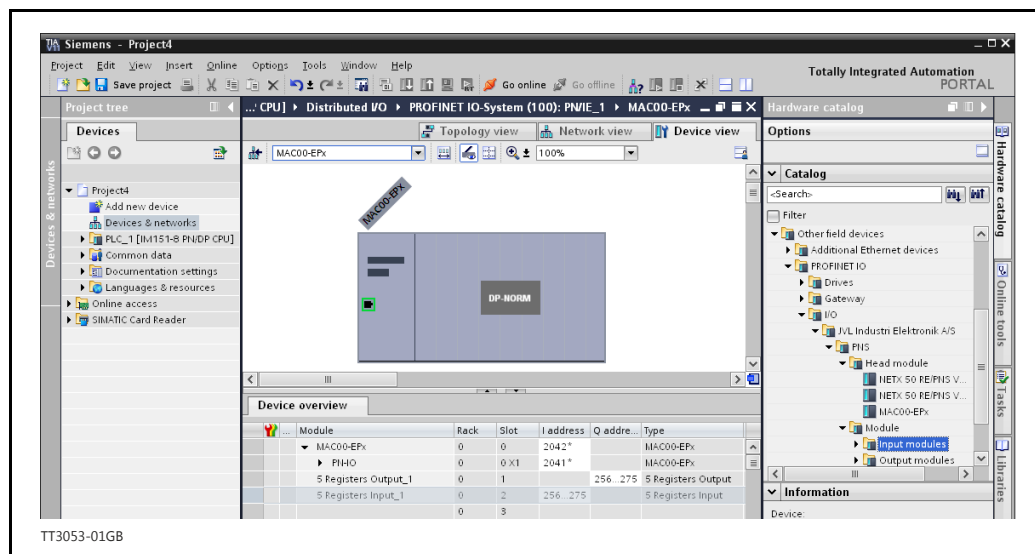 Siemens - Project4
Project Edit View Insert Online Options Tools Window Help
Totally Integrated Automation
PORTAL
Save project
Go online
Go offline
Project tree
Devices
Project4
Add new device
Devices & networks
PLC_1 [IM151-8 PN/DP CPU]
Common data
Documentation settings
Languages & resources
Online access
SIMATIC Card Reader
Devices & networks
...' CPU] Distributed I/O PROFINET IO-System (100): PN/IE_1 MAC00-EPx
Topology view
Network view
Device view
MAC00-EPx
100%
MAC00-EPX
DP-NORM
Device overview
... Module Rack Slot I address Q addre... Type
MAC00-EPx 0 0 2042* MAC00-EPx
PN-IO 0 0 X1 2041* MAC00-EPx
5 Registers Output_1 0 1 256...275 5 Registers Output
5 Registers Input_1 0 2 256...275 5 Registers Input
0 3
Hardware catalog
Options
Catalog
<Search>
Filter
Other field devices
Additional Ethernet devices
PROFINET IO
Drives
Gateway
I/O
JVL Industri Elektronik A/S
PNS
Head module
NETX 50 RE/PNS V...
NETX 50 RE/PNS V...
MAC00-EPx
Module
Input modules
Output modules
Information
Device:
Hardware catalog
Online tools
Tasks
Libraries
TT3053-01GB